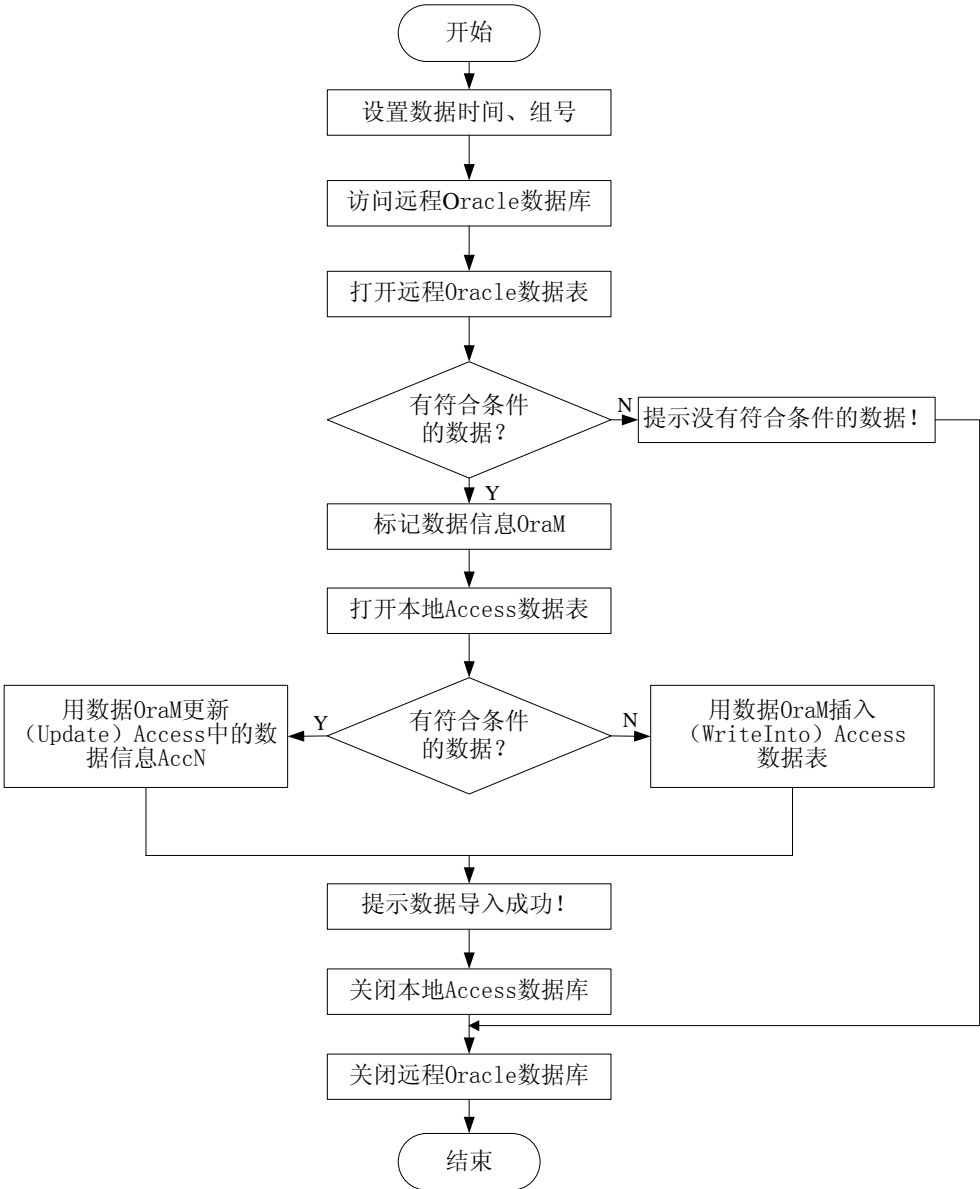 开始
设置数据时间、组号
访问远程Oracle数据库
打开远程Oracle数据表
有符合条件
的数据?
N
提示没有符合条件的数据!
Y
标记数据信息OraM
打开本地Access数据表
用数据OraM更新
(Update)Access中的数
据信息AccN
Y
有符合条件
的数据?
N
用数据OraM插入
(WriteInto)Access
数据表
提示数据导入成功!
关闭本地Access数据库
关闭远程Oracle数据库
结束